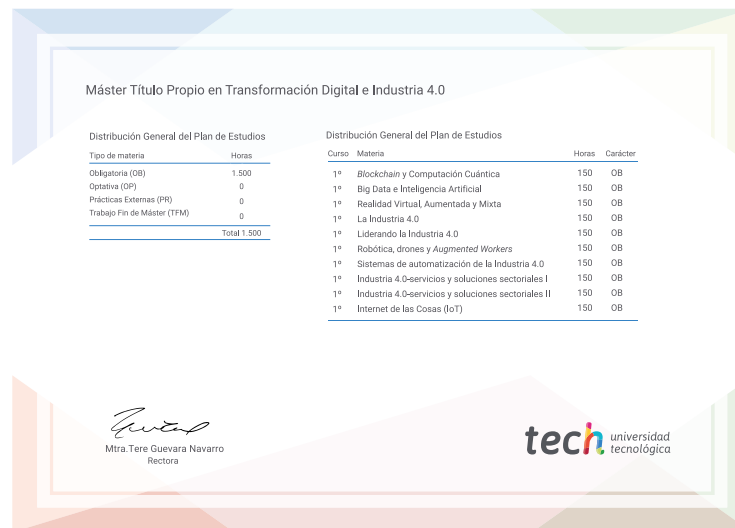 Máster Título Propio en Transformación Digital e Industria 4.0
Distribución General del Plan de Estudios
Tipo de materia Horas
Obligatoria (OB) 1.500
Optativa (OP) 0
Prácticas Externas (PR) 0
Trabajo Fin de Máster (TFM) 0
Total 1.500
Distribución General del Plan de Estudios
Curso Materia Horas Carácter
1º Blockchain y Computación Cuántica 150 OB
1º Big Data e Inteligencia Artificial 150 OB
1º Realidad Virtual, Aumentada y Mixta 150 OB
1º La Industria 4.0 150 OB
1º Liderando la Industria 4.0 150 OB
1º Robótica, drones y Augmented Workers 150 OB
1º Sistemas de automatización de la Industria 4.0 150 OB
1º Industria 4.0-servicios y soluciones sectoriales I 150 OB
1º Industria 4.0-servicios y soluciones sectoriales II 150 OB
1º Internet de las Cosas (IoT) 150 OB
Mtra.Tere Guevara Navarro
Rectora
tech universidad
tecnológica